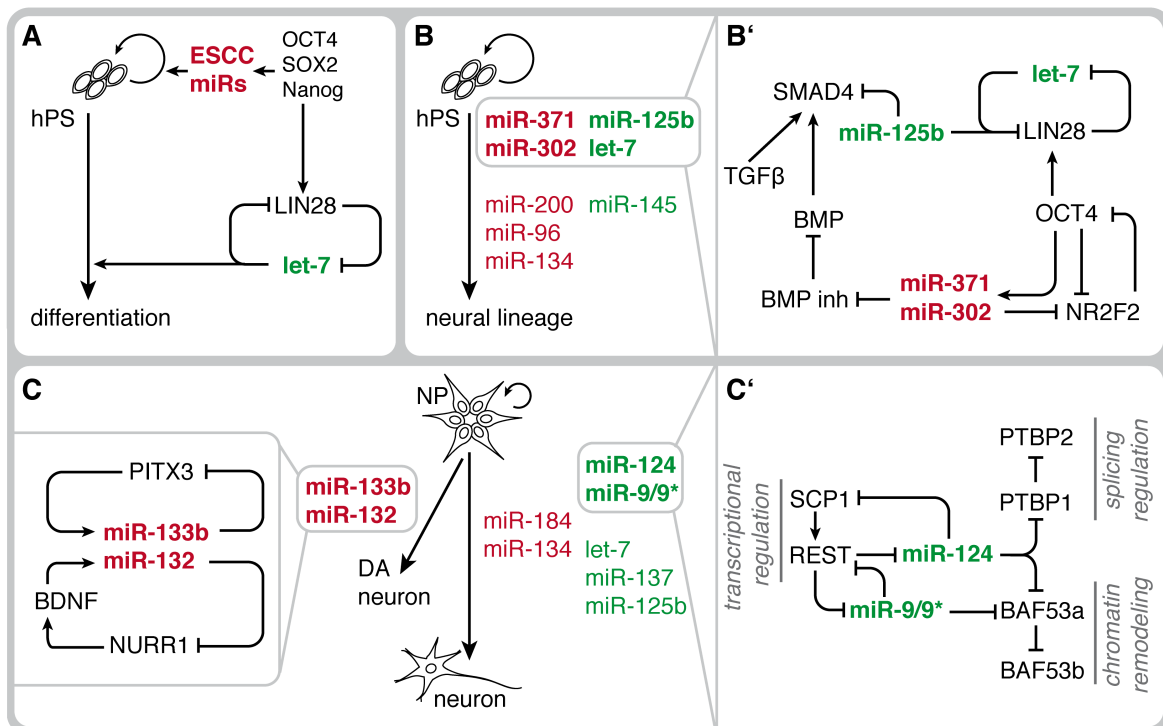 A
ESCC
miRs
OCT4
SOX2
Nanog
hPS
LIN28
let-7
differentiation
B
hPS
miR-371 miR-125b
miR-302 let-7
miR-200 miR-145
miR-96
miR-134
neural lineage
B'
let-7
SMAD4
miR-125b LIN28
TGFβ
BMP OCT4
miR-371
BMP inh miR-302 NR2F2
C
PITX3
miR-133b
miR-132
BDNF
NURR1
miR-133b
miR-132
NP
miR-124
miR-9/9*
miR-184
miR-134 let-7
miR-137
miR-125b
DA
neuron
neuron
C'
transcriptional
regulation
PTBP2
splicing
regulation
SCP1 PTBP1
REST miR-124
miR-9/9* BAF53a
BAF53b
chromatin
remodeling